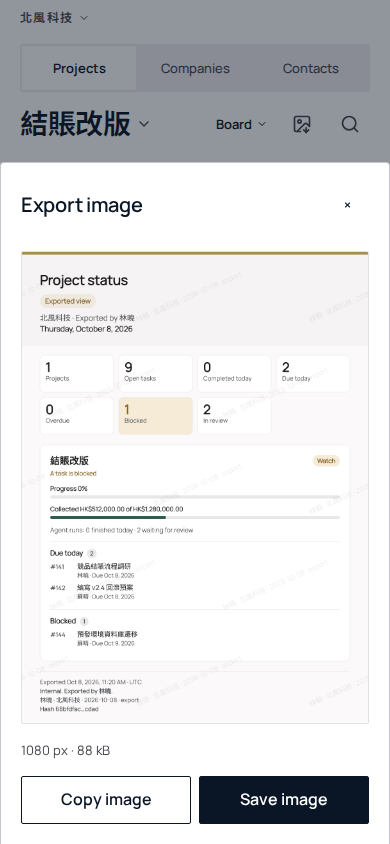 北風科技
Projects
Companies
Contacts
結賬改版
Board
Export image
×
Project status
Exported view
北風科技 · Exported by 林曉
Thursday, October 8, 2026
1
Projects
9
Open tasks
0
Completed today
2
Due today
0
Overdue
1
Blocked
2
In review
結賬改版
Watch
A task is blocked
Progress 0%
Collected HK$512,000.00 of HK$1,280,000.00
Agent runs: 0 finished today · 2 waiting for review
Due today 2
#141 競品結賬流程調研
林曉 · Due Oct 8, 2026
#142 編寫 v2.4 回滾預案
蘇晴 · Due Oct 8, 2026
Blocked 1
#144 預發環境資料庫遷移
蘇晴 · Due Oct 9, 2026
Exported Oct 8, 2026, 11:20 AM · UTC
Internal. Exported by 林曉
林曉 · 北風科技 · 2026-10-08 · export
Hash 68bfdfac…cdad
1080 px · 88 kB
Copy image
Save image